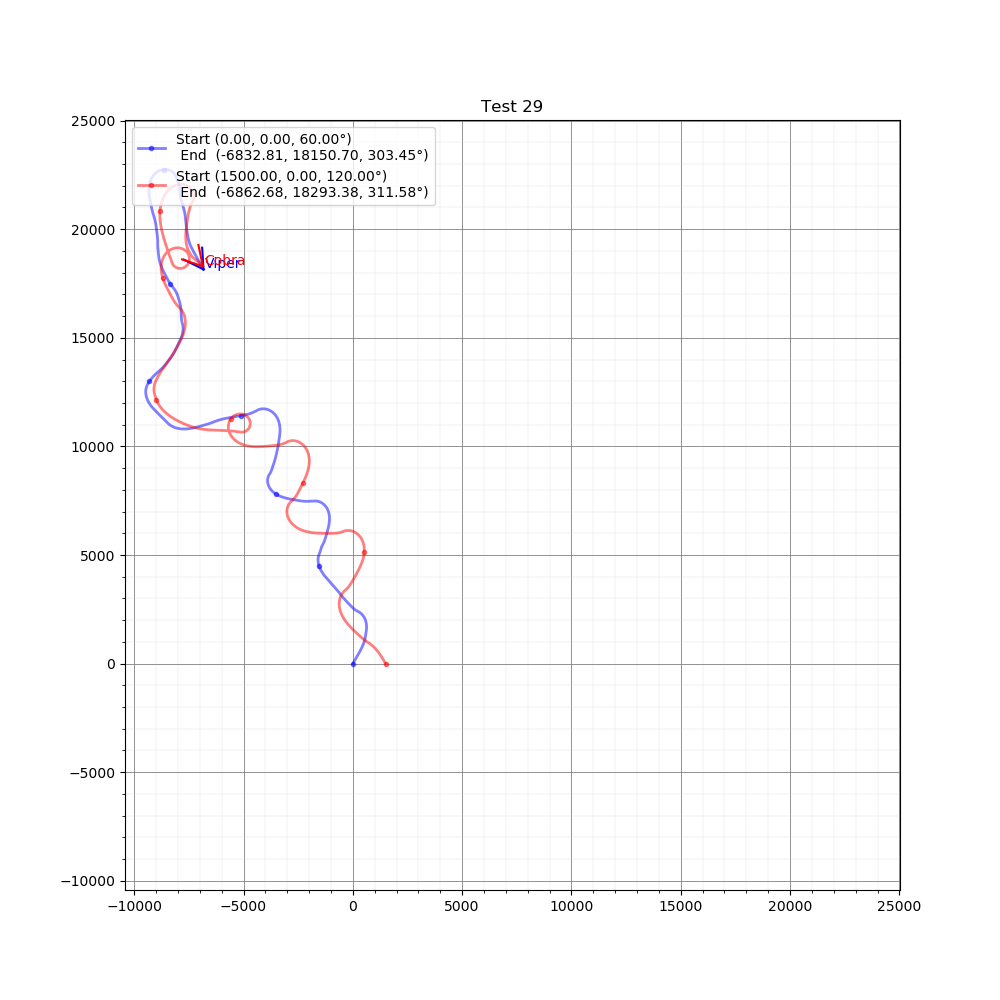 Test 29
Start (0.00, 0.00, 60.00°)
End (-6832.81, 18150.70, 303.45°)
Start (1500.00, 0.00, 120.00°)
End (-6862.68, 18293.38, 311.58°)
25000
20000
15000
10000
5000
0
−5000
−10000
Cobra
Viper
−10000 −5000 0 5000 10000 15000 20000 25000